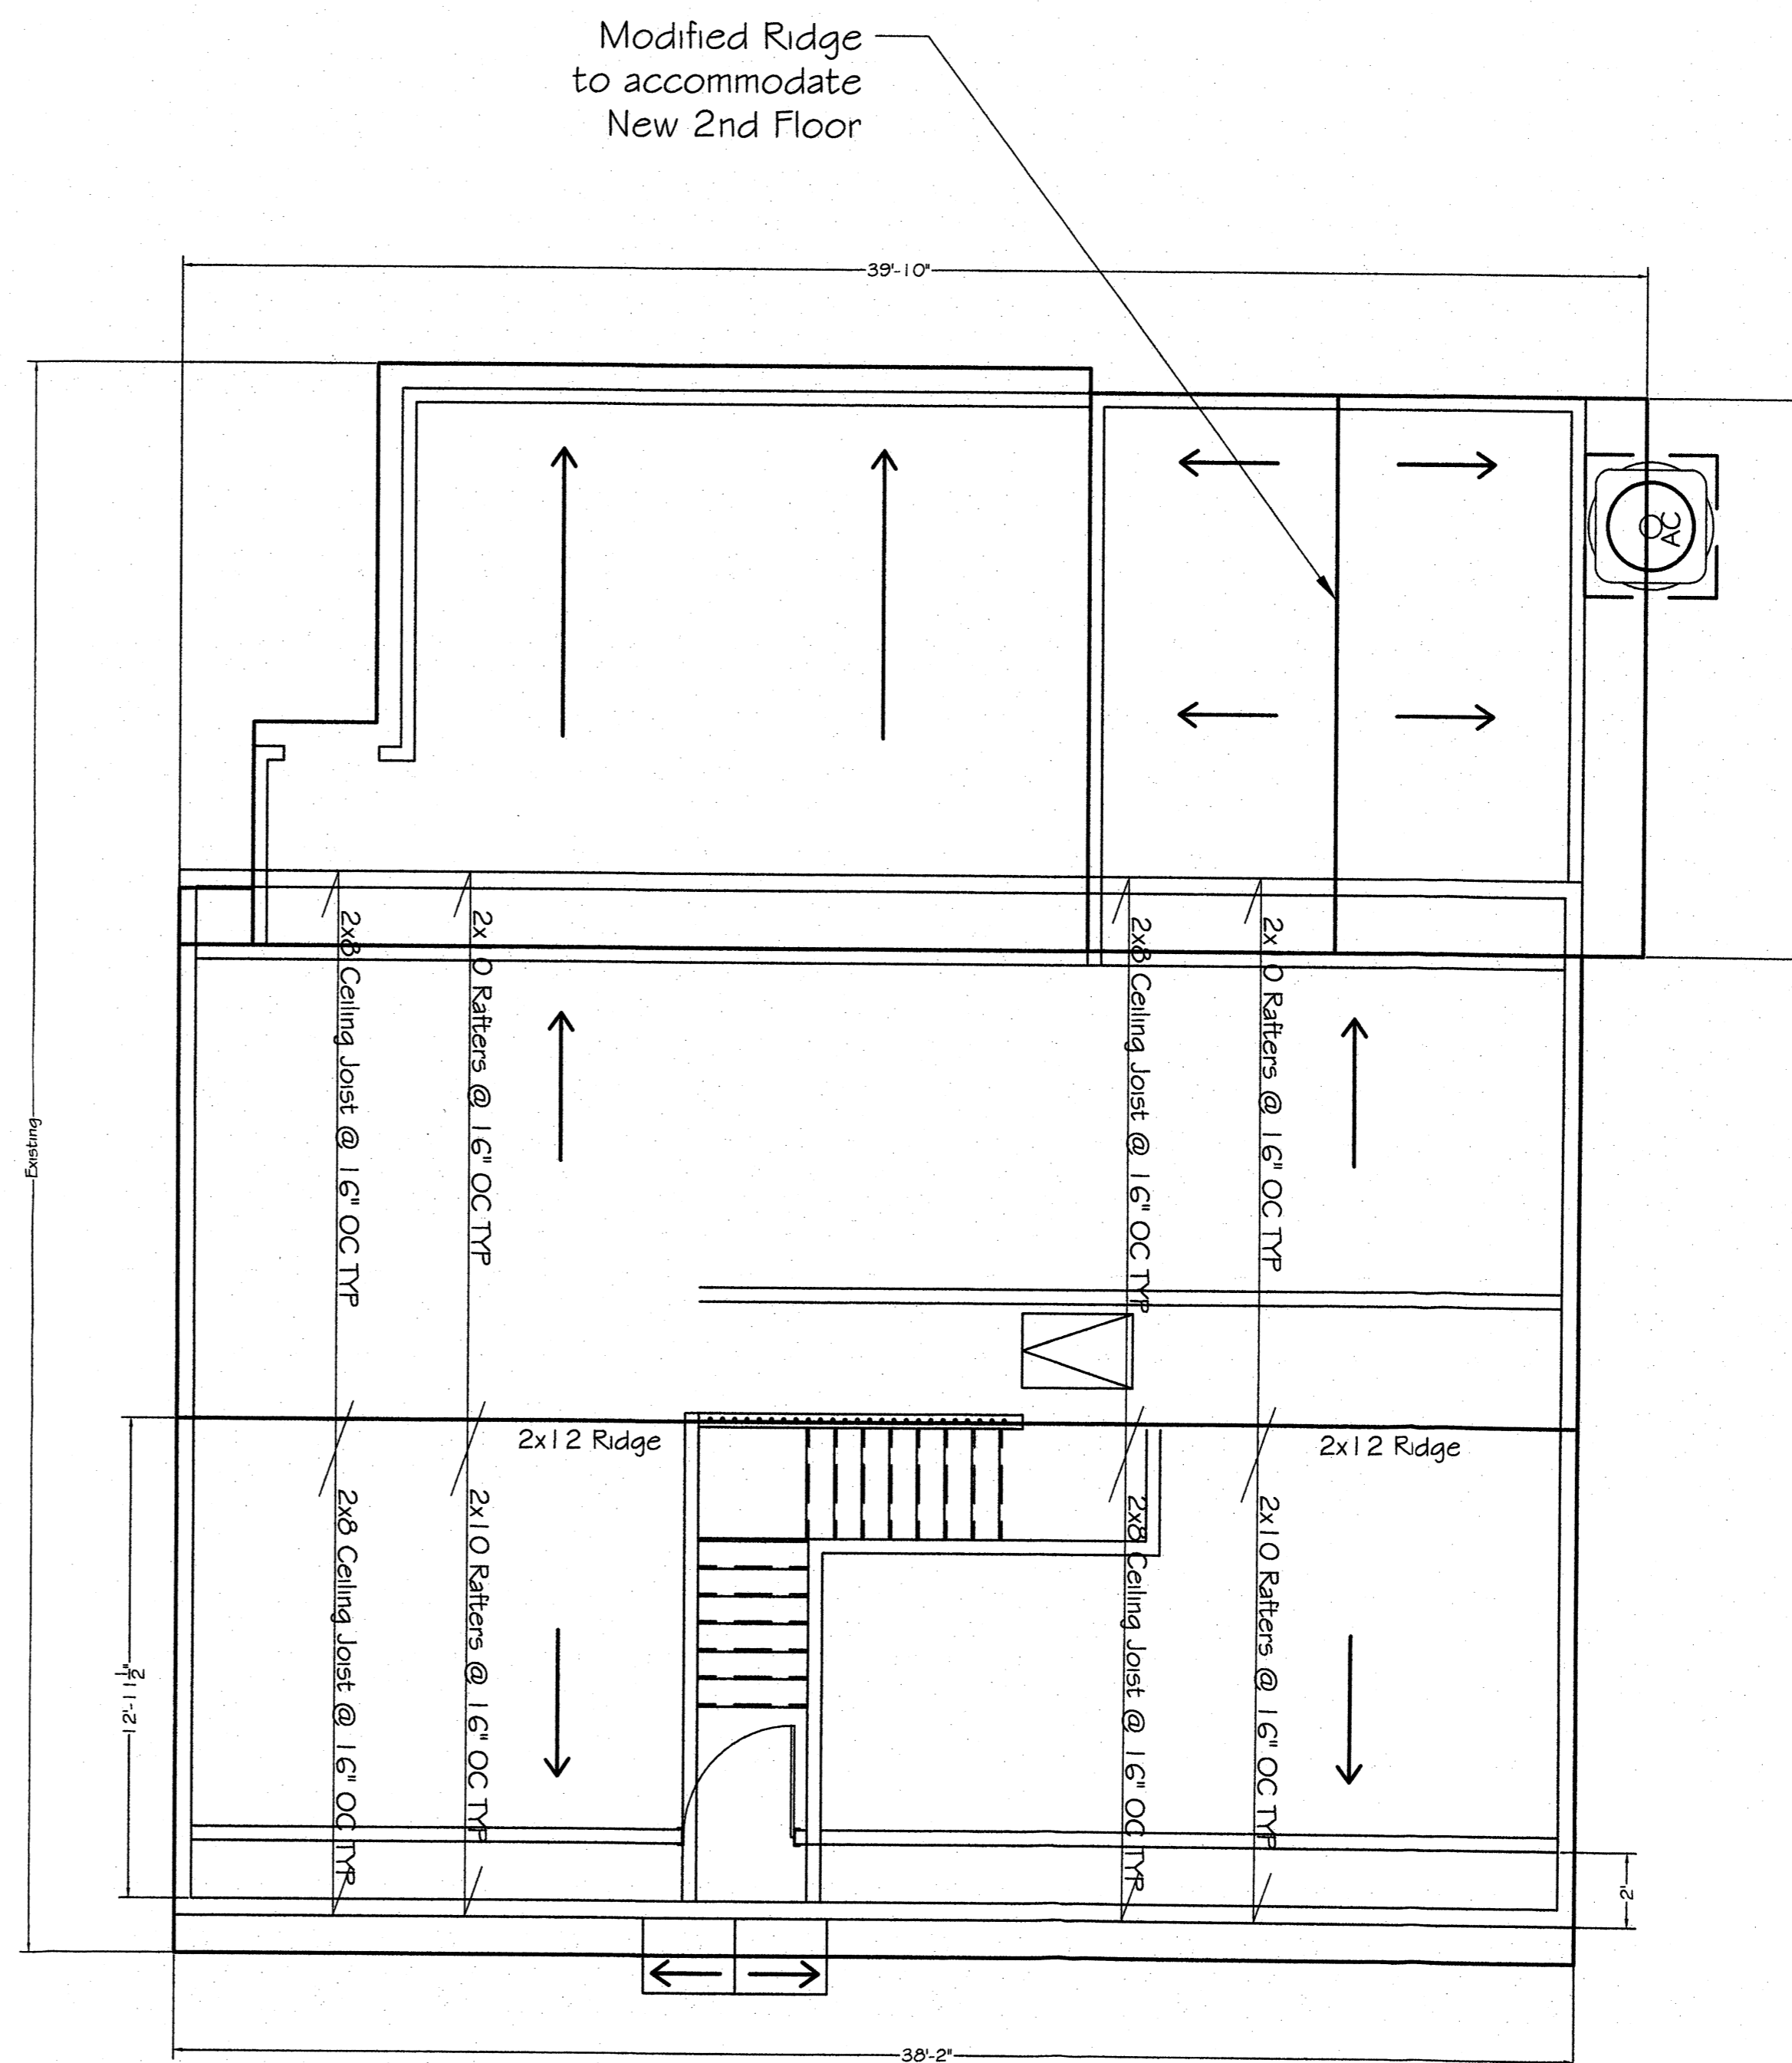 Modified Ridge
to accommodate
New 2nd Floor
39'-10"
AC
2x8 Ceiling Joist @ 16" OC TYP
2x10 Rafters @ 16" OC TYP
2x8 Ceiling Joist @ 16" OC TYP
2x10 Rafters @ 16" OC TYP
Existing
2x12 Ridge
2x12 Ridge
2x8 Ceiling Joist @ 16" OC TYP
2x10 Rafters @ 16" OC TYP
2x8 Ceiling Joist @ 16" OC TYP
2x10 Rafters @ 16" OC TYP
12'-1 1/2"
2'
38'-2"